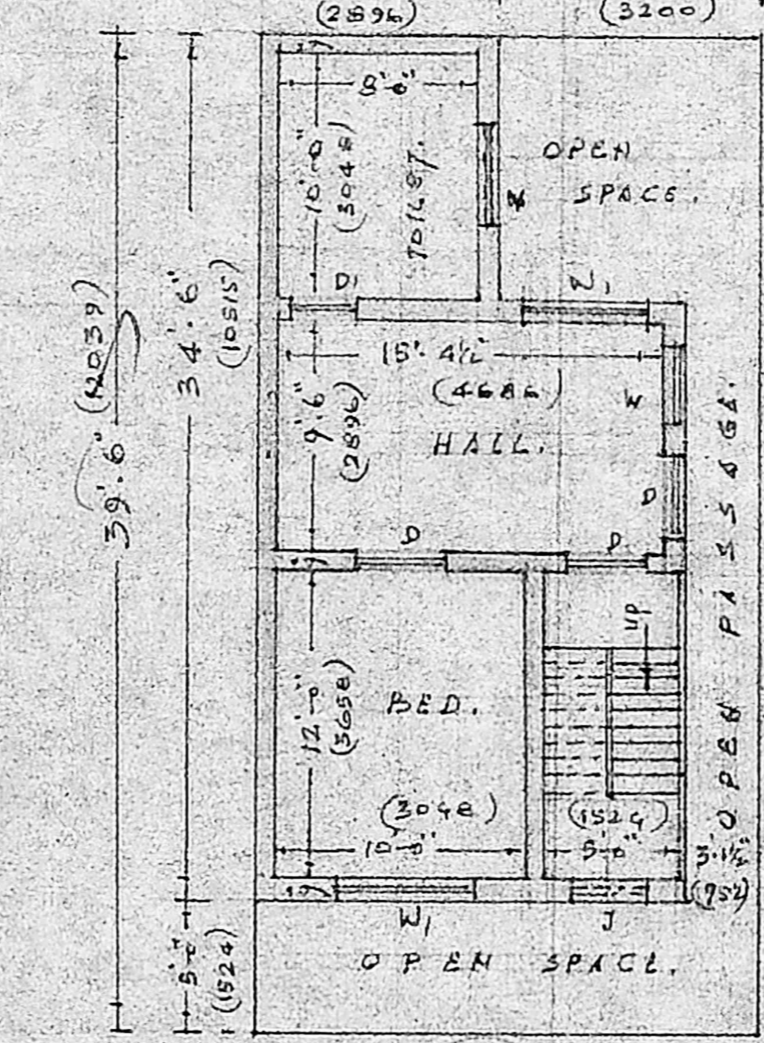 (2896)
(3200)
8'-0"
10'-0"
(3048)
TOILET.
W
OPEN
SPACE.
D1
15'-4½"
(4686)
9'-6"
(2896)
HALL.
W
D
D
D
39'-6" (12039)
34'-6"
(10515)
OPEN PASSAGE.
UP
12'-0"
(3658)
BED.
(3048)
10'-0"
(1524)
5'-0"
3'-1½"
(952)
W1
J
5'-0"
(1524)
OPEN SPACE.